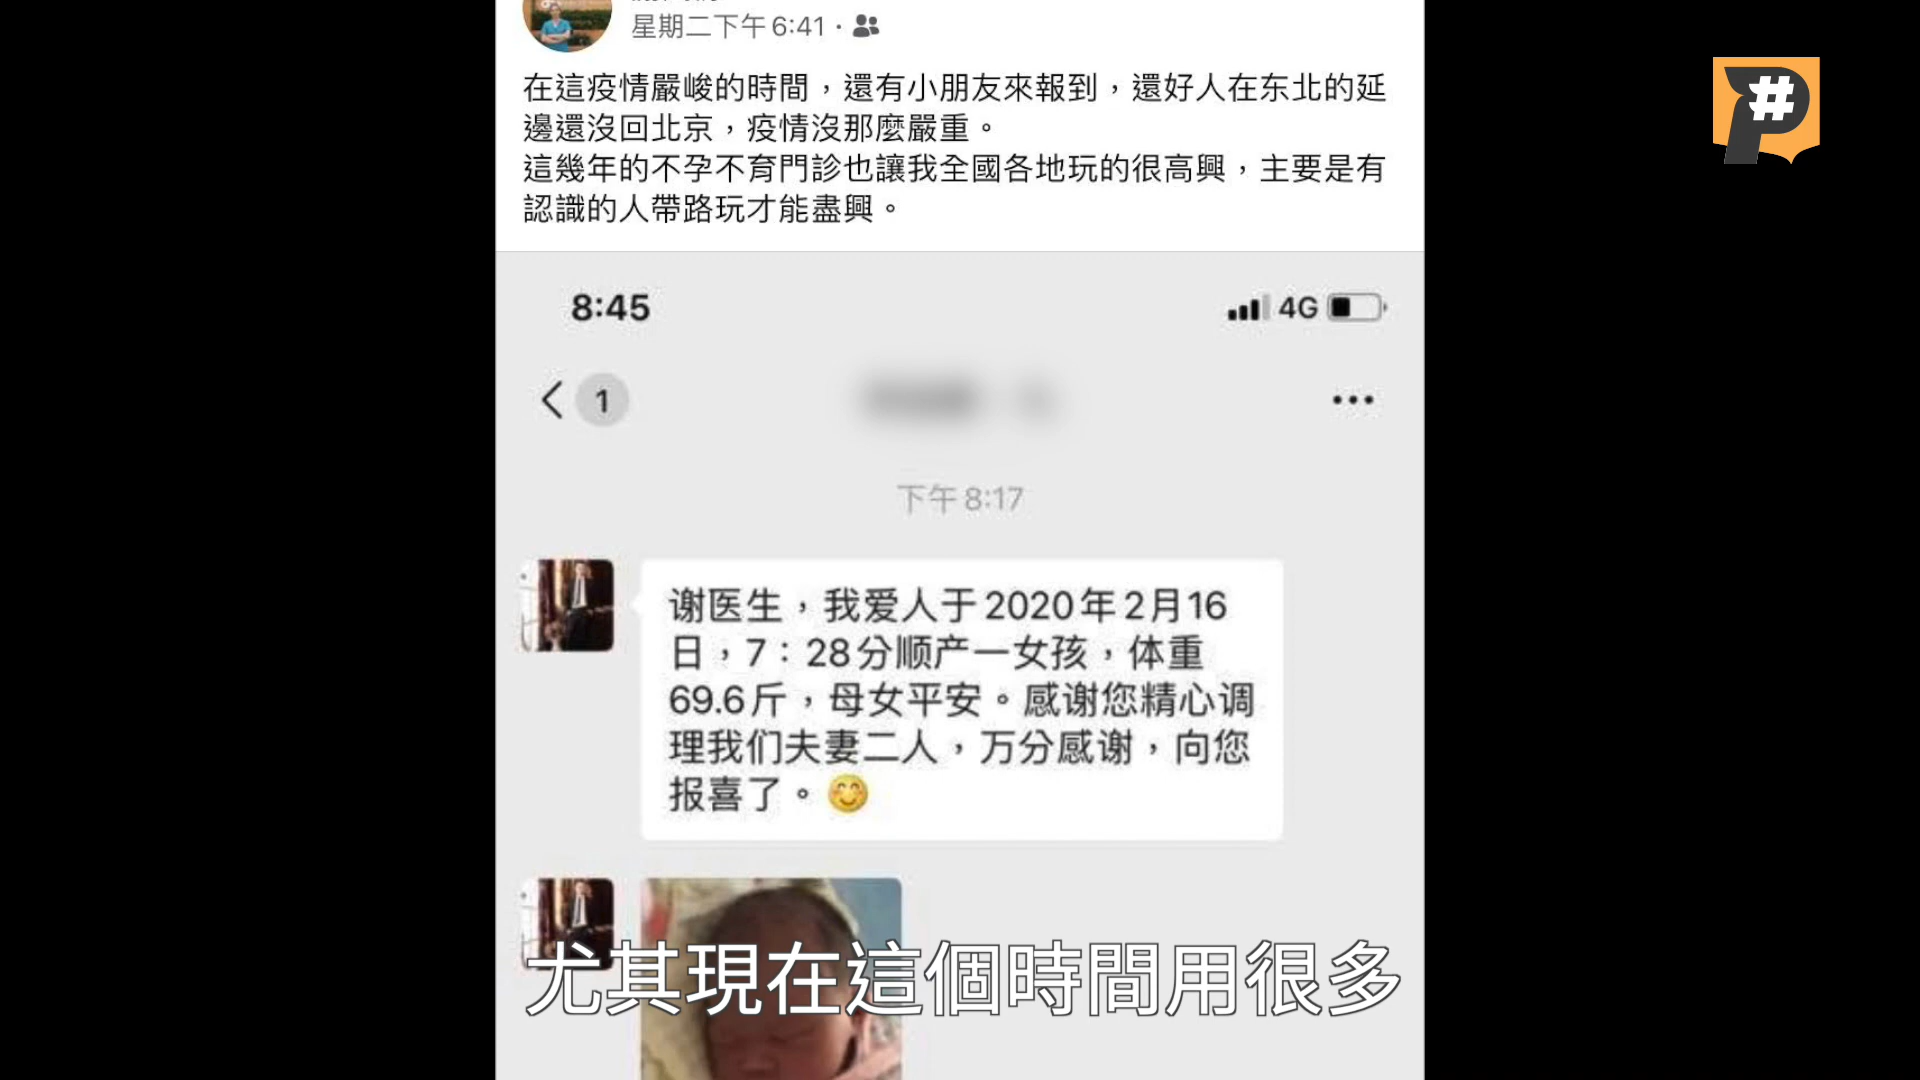 星期二下午6:41
在這疫情嚴峻的時間，還有小朋友來報到，還好人在东北的延
邊還沒回北京，疫情沒那麼嚴重。
這幾年的不孕不育門診也讓我全國各地玩的很高興，主要是有
認識的人帶路玩才能盡興。
8:45
4G
1
下午8:17
谢医生，我爱人于2020年2月16
日，7：28分顺产一女孩，体重
69.6斤，母女平安。感谢您精心调
理我们夫妻二人，万分感谢，向您
报喜了。😊
尤其現在這個時間用很多